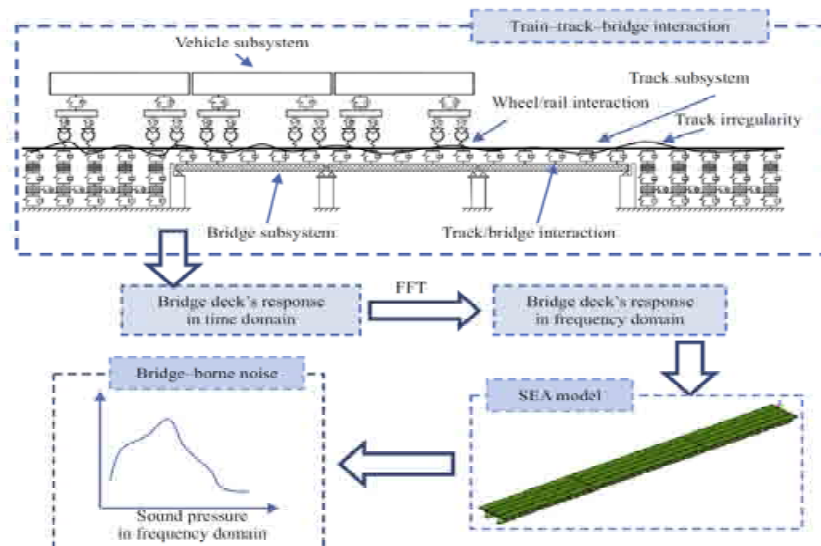 Train–track–bridge interaction
Vehicle subsystem
Track subsystem
Wheel/rail interaction
Track irregularity
Bridge subsystem
Track/bridge interaction
Bridge deck's response
in time domain
FFT
Bridge deck's response
in frequency domain
Bridge–borne noise
SEA model
Sound pressure
in frequency domain